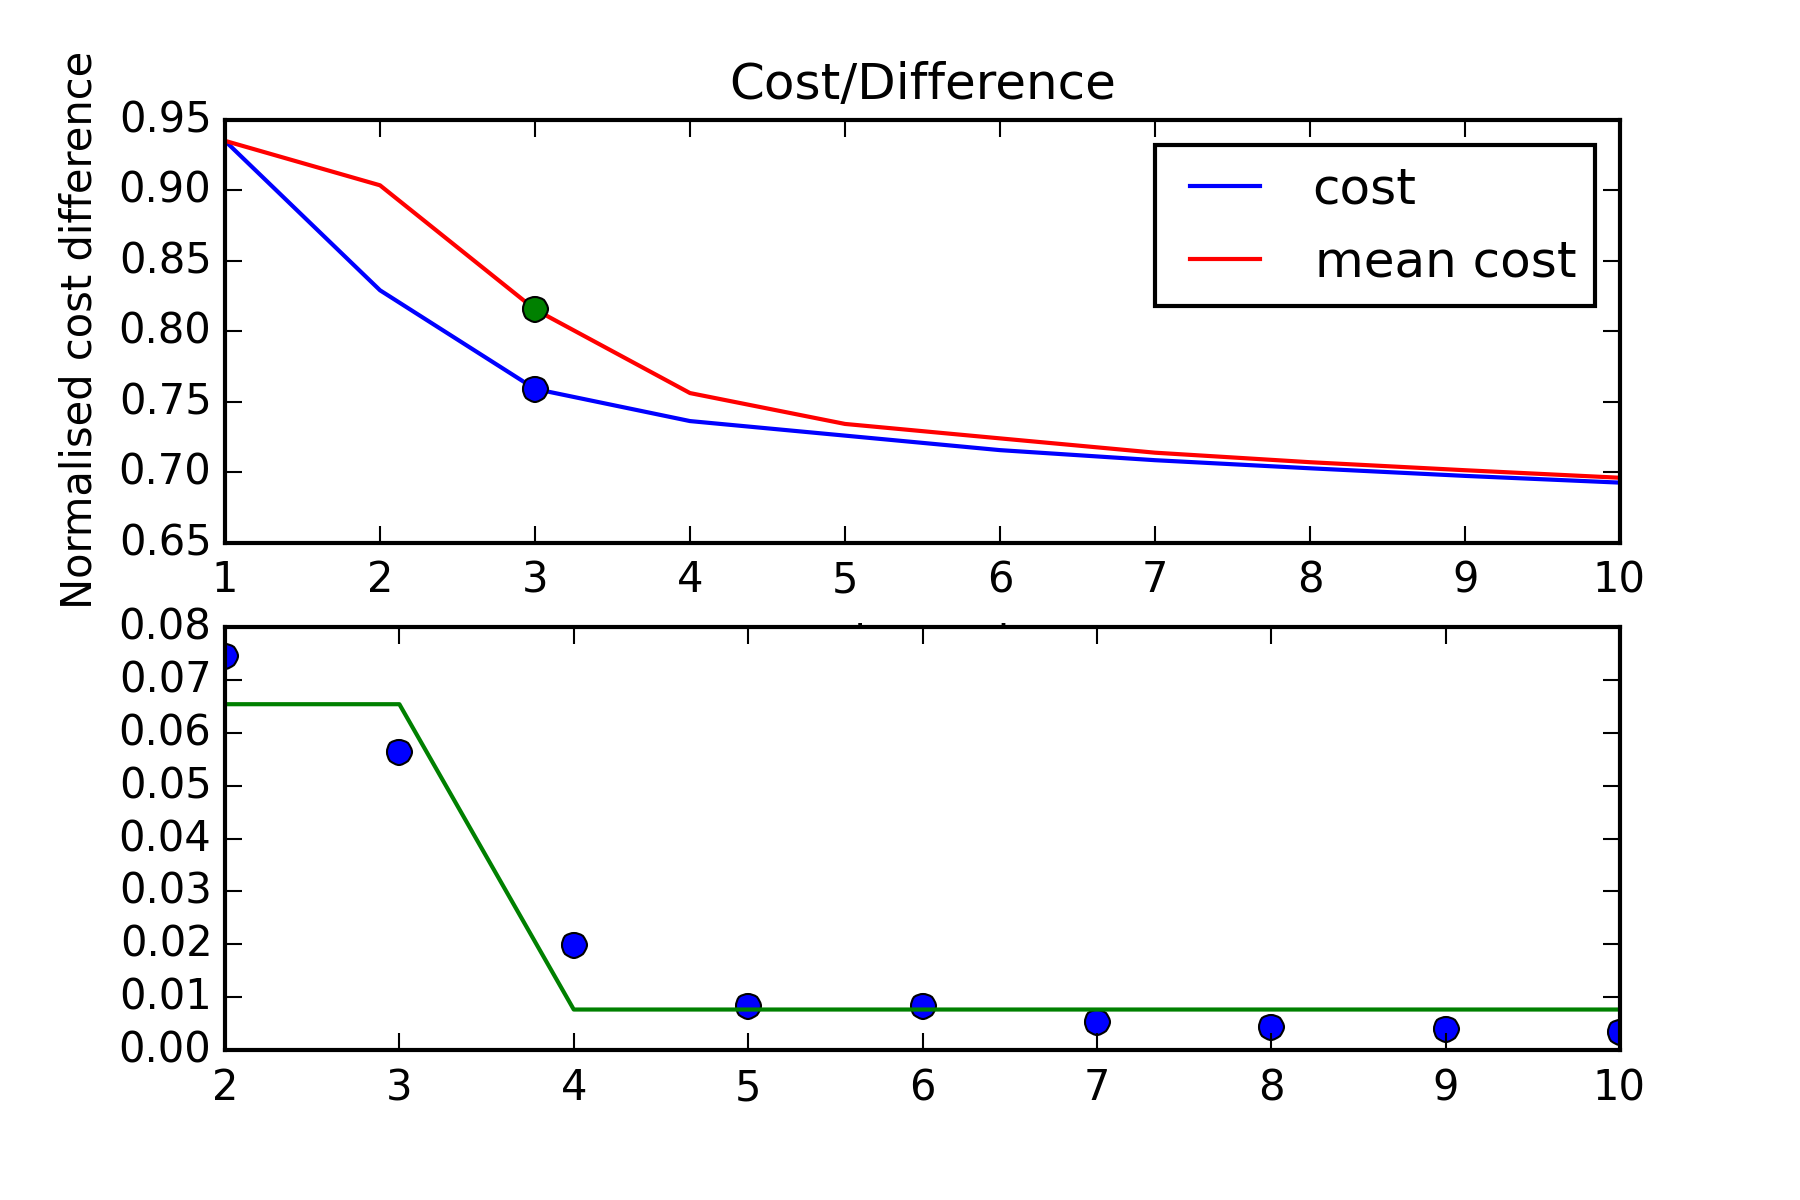 Cost/Difference
Normalised cost difference
0.95
0.90
0.85
0.80
0.75
0.70
0.65
cost
mean cost
1 2 3 4 5 6 7 8 9 10
0.08
0.07
0.06
0.05
0.04
0.03
0.02
0.01
0.00
2 3 4 5 6 7 8 9 10